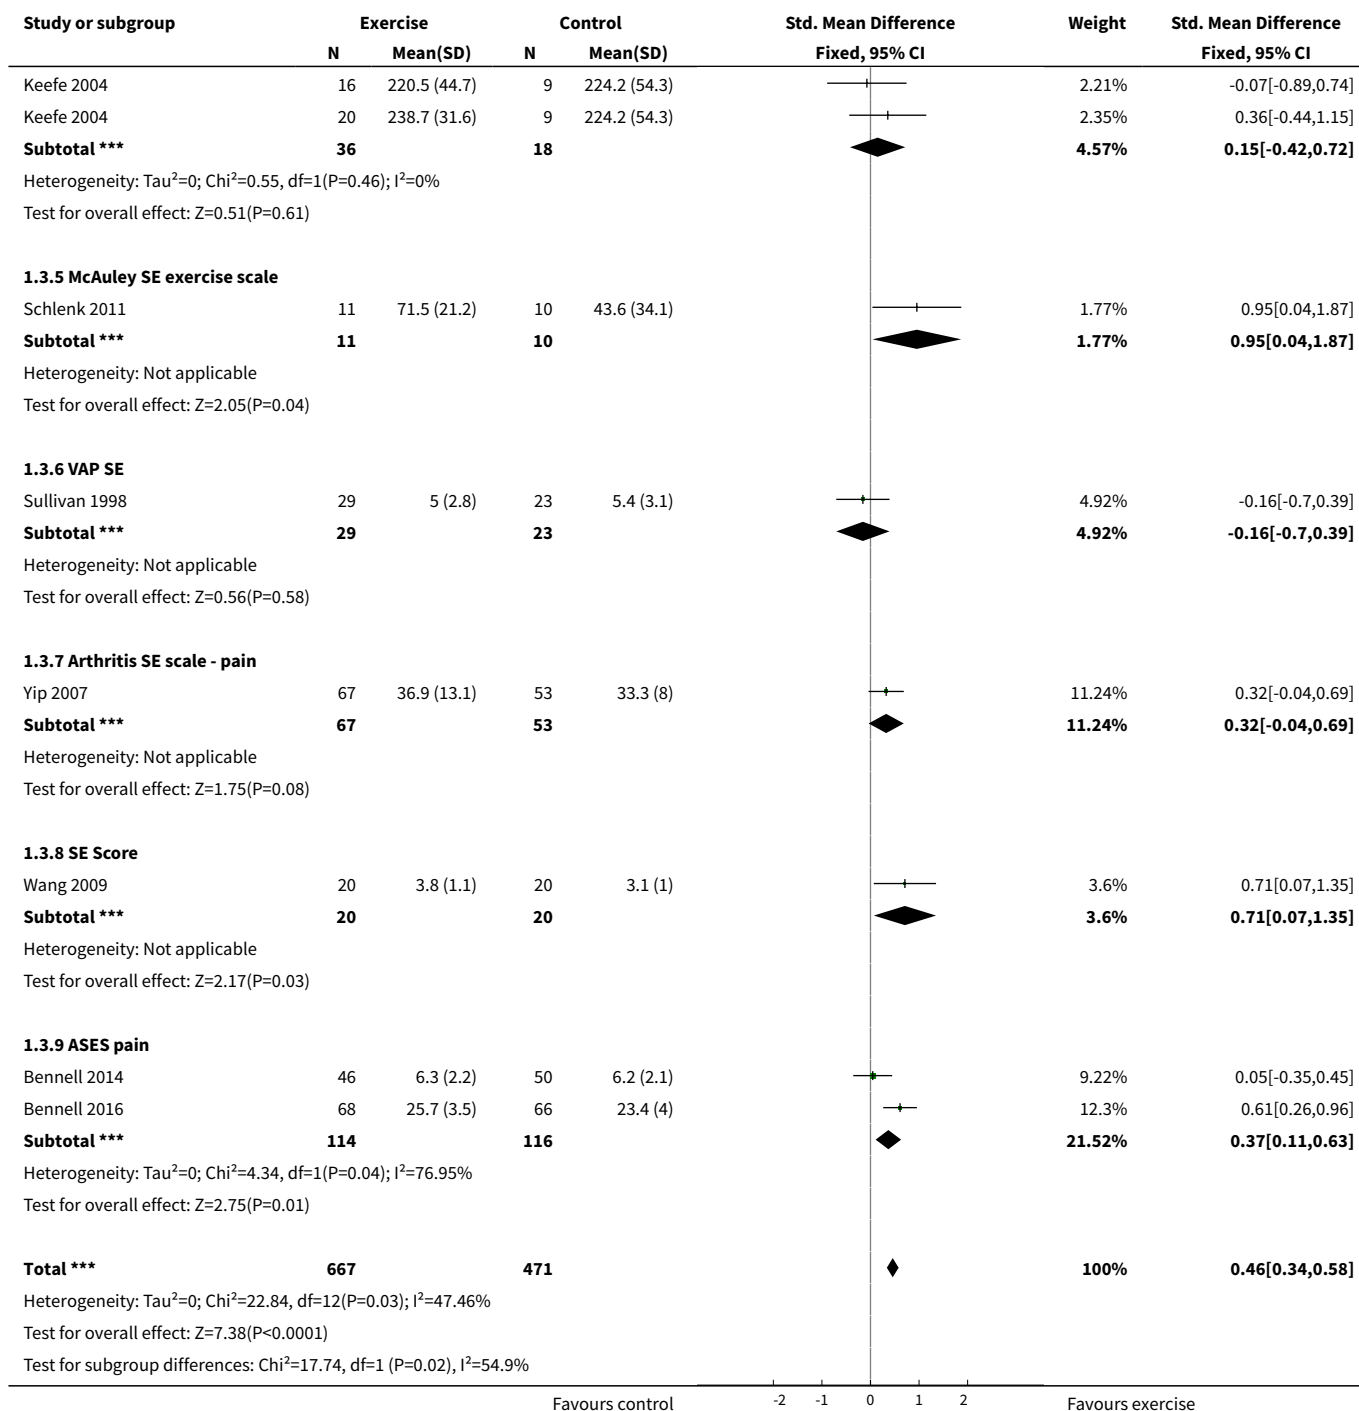 Study or subgroup Exercise Control Std. Mean Difference Weight Std. Mean Difference
N Mean(SD) N Mean(SD) Fixed, 95% CI Fixed, 95% CI
Keefe 2004 16 220.5 (44.7) 9 224.2 (54.3) 2.21% -0.07[-0.89,0.74]
Keefe 2004 20 238.7 (31.6) 9 224.2 (54.3) 2.35% 0.36[-0.44,1.15]
Subtotal *** 36 18 4.57% 0.15[-0.42,0.72]
Heterogeneity: Tau²=0; Chi²=0.55, df=1(P=0.46); I²=0%
Test for overall effect: Z=0.51(P=0.61)
1.3.5 McAuley SE exercise scale
Schlenk 2011 11 71.5 (21.2) 10 43.6 (34.1) 1.77% 0.95[0.04,1.87]
Subtotal *** 11 10 1.77% 0.95[0.04,1.87]
Heterogeneity: Not applicable
Test for overall effect: Z=2.05(P=0.04)
1.3.6 VAP SE
Sullivan 1998 29 5 (2.8) 23 5.4 (3.1) 4.92% -0.16[-0.7,0.39]
Subtotal *** 29 23 4.92% -0.16[-0.7,0.39]
Heterogeneity: Not applicable
Test for overall effect: Z=0.56(P=0.58)
1.3.7 Arthritis SE scale - pain
Yip 2007 67 36.9 (13.1) 53 33.3 (8) 11.24% 0.32[-0.04,0.69]
Subtotal *** 67 53 11.24% 0.32[-0.04,0.69]
Heterogeneity: Not applicable
Test for overall effect: Z=1.75(P=0.08)
1.3.8 SE Score
Wang 2009 20 3.8 (1.1) 20 3.1 (1) 3.6% 0.71[0.07,1.35]
Subtotal *** 20 20 3.6% 0.71[0.07,1.35]
Heterogeneity: Not applicable
Test for overall effect: Z=2.17(P=0.03)
1.3.9 ASES pain
Bennell 2014 46 6.3 (2.2) 50 6.2 (2.1) 9.22% 0.05[-0.35,0.45]
Bennell 2016 68 25.7 (3.5) 66 23.4 (4) 12.3% 0.61[0.26,0.96]
Subtotal *** 114 116 21.52% 0.37[0.11,0.63]
Heterogeneity: Tau²=0; Chi²=4.34, df=1(P=0.04); I²=76.95%
Test for overall effect: Z=2.75(P=0.01)
Total *** 667 471 100% 0.46[0.34,0.58]
Heterogeneity: Tau²=0; Chi²=22.84, df=12(P=0.03); I²=47.46%
Test for overall effect: Z=7.38(P<0.0001)
Test for subgroup differences: Chi²=17.74, df=1 (P=0.02), I²=54.9%
Favours control -2 -1 0 1 2 Favours exercise